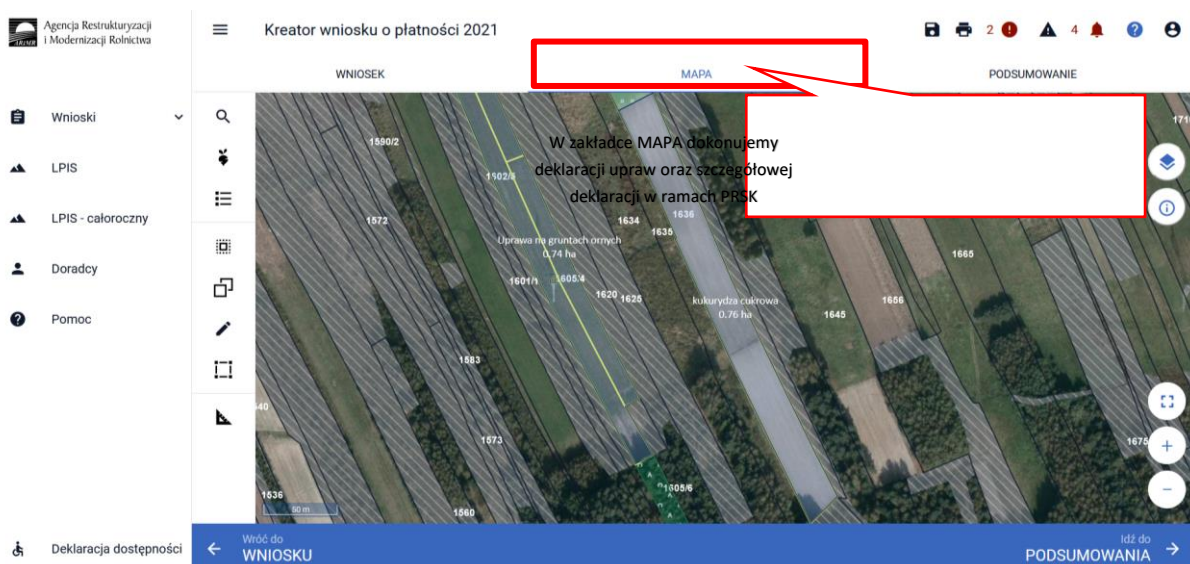 Agencja Restrukturyzacji
i Modernizacji Rolnictwa
ARiMR
Kreator wniosku o płatności 2021
2
4
WNIOSEK
MAPA
PODSUMOWANIE
Wnioski
LPIS
LPIS - całoroczny
Doradcy
Pomoc
Deklaracja dostępności
W zakładce MAPA dokonujemy
deklaracji upraw oraz szczegółowej
deklaracji w ramach PRSK
1590/2
1572
1634
1635
1636
Uprawa na gruntach ornych
0.74 ha
1601/1
1605/4
1620
1625
kukurydza cukrowa
0.76 ha
1645
1656
1665
1583
1573
1675
1605/6
1536
1560
50 m
Wróć do
WNIOSKU
Idź do
PODSUMOWANIA